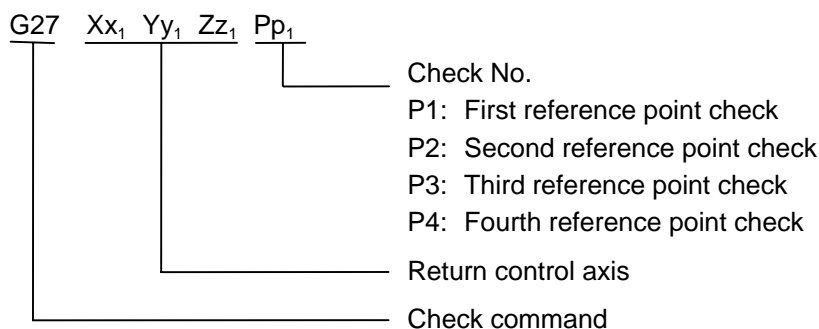 G27 Xx₁ Yy₁ Zz₁ Pp₁
Check No.
P1: First reference point check
P2: Second reference point check
P3: Third reference point check
P4: Fourth reference point check
Return control axis
Check command